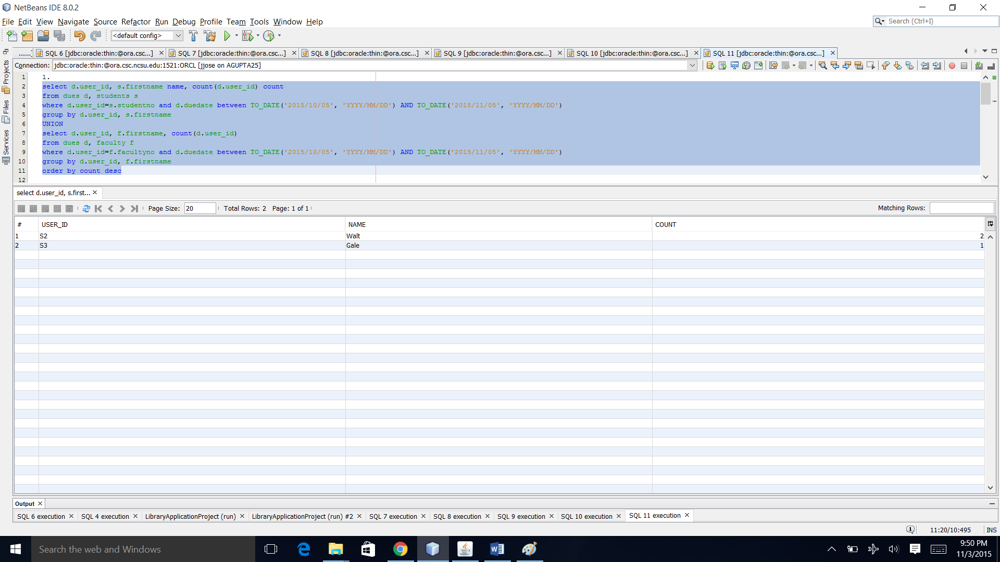 NetBeans IDE 8.0.2
File Edit View Navigate Source Refactor Run Debug Profile Team Tools Window Help
Search (Ctrl+I)
<default config>
......]
SQL 6 [jdbc:oracle:thin:@ora.csc...]
SQL 7 [jdbc:oracle:thin:@ora.csc...]
SQL 8 [jdbc:oracle:thin:@ora.csc...]
SQL 9 [jdbc:oracle:thin:@ora.csc...]
SQL 10 [jdbc:oracle:thin:@ora.csc...]
SQL 11 [jdbc:oracle:thin:@ora.csc...]
Connection: jdbc:oracle:thin:@ora.csc.ncsu.edu:1521:ORCL [jjose on AGUPTA25]
Projects
Files
Services
1 1.
2 select d.user_id, s.firstname name, count(d.user_id) count
3 from dues d, students s
4 where d.user_id=s.studentno and d.duedate between TO_DATE('2015/10/05', 'YYYY/MM/DD') AND TO_DATE('2015/11/05', 'YYYY/MM/DD')
5 group by d.user_id, s.firstname
6 UNION
7 select d.user_id, f.firstname, count(d.user_id)
8 from dues d, faculty f
9 where d.user_id=f.facultyno and d.duedate between TO_DATE('2015/10/05', 'YYYY/MM/DD') AND TO_DATE('2015/11/05', 'YYYY/MM/DD')
10 group by d.user_id, f.firstname
11 order by count desc
12
select d.user_id, s.first...
Page Size: 20 Total Rows: 2 Page: 1 of 1
Matching Rows:
# USER_ID NAME COUNT
1 S2 Walt 2
2 S3 Gale 1
Output
SQL 6 execution
SQL 4 execution
LibraryApplicationProject (run)
LibraryApplicationProject (run) #2
SQL 7 execution
SQL 8 execution
SQL 9 execution
SQL 10 execution
SQL 11 execution
11:20/10:495 INS
Search the web and Windows
9:50 PM
11/3/2015